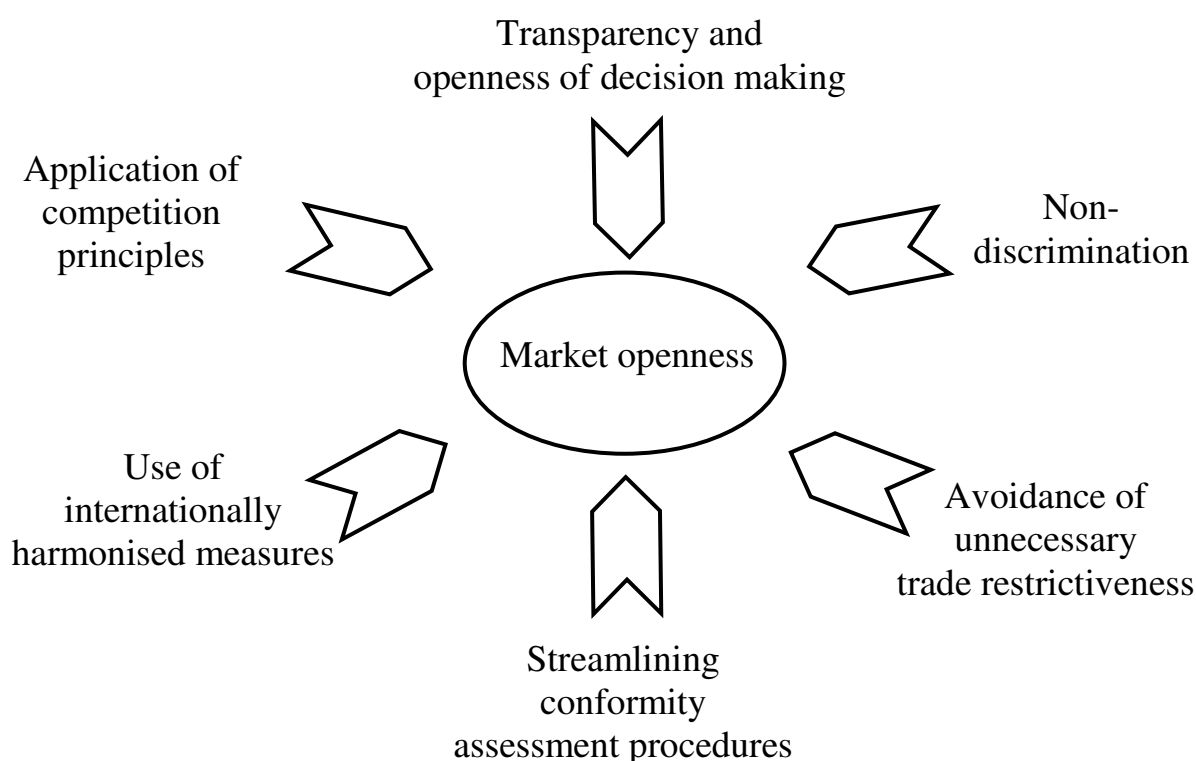 Transparency and
openness of decision making
Application of
competition
principles
Non-
discrimination
Market openness
Use of
internationally
harmonised measures
Avoidance of
unnecessary
trade restrictiveness
Streamlining
conformity
assessment procedures